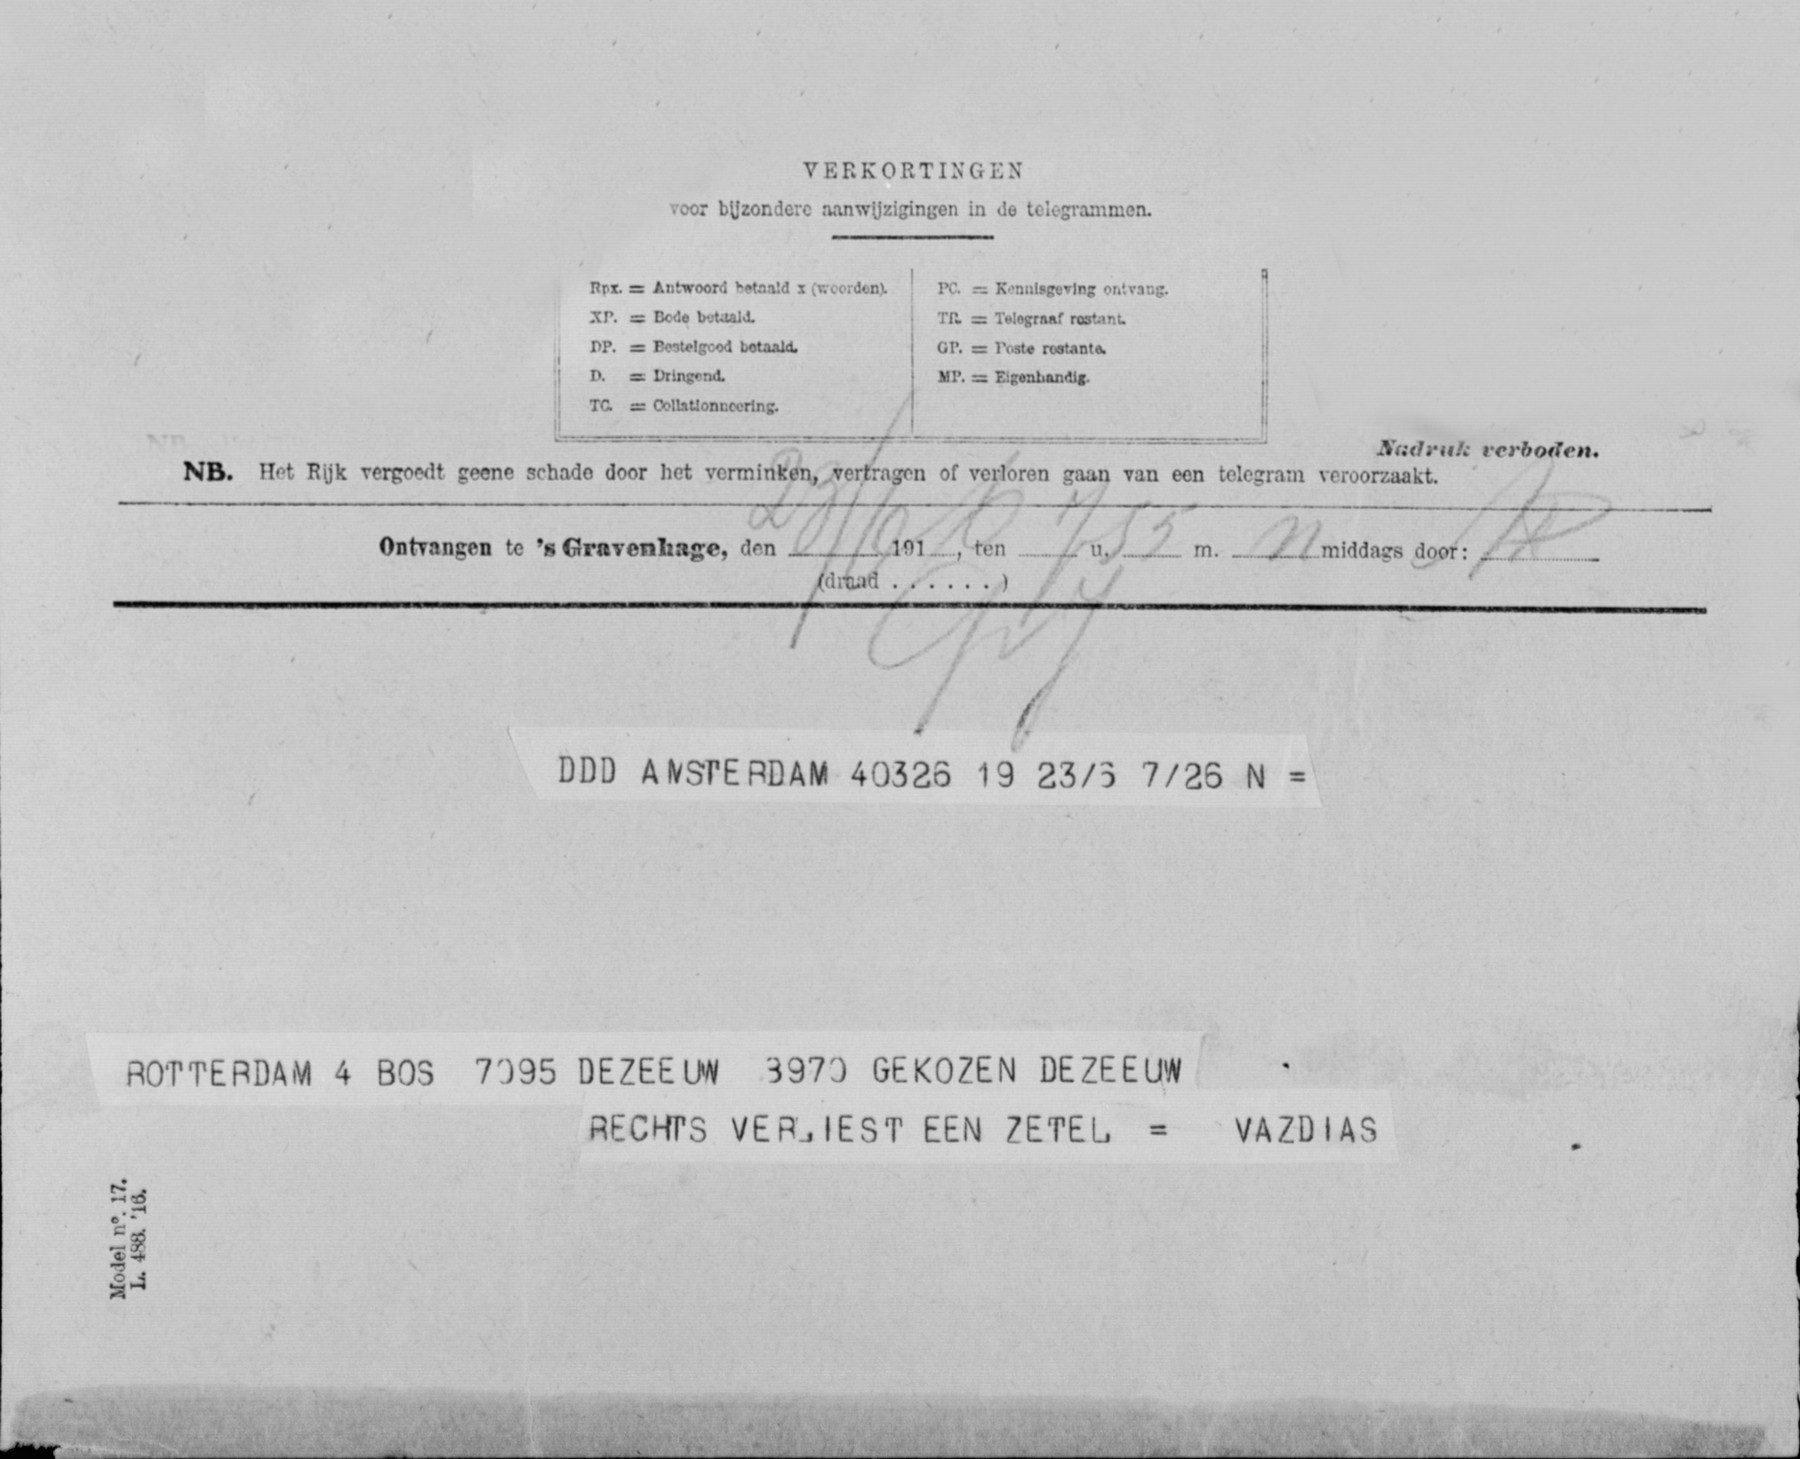 VERKORTINGEN
voor bijzondere aanwijzigingen in de telegrammen.
Rpx. = Antwoord betaald x (woorden).
XP. = Bode betaald.
DP. = Bestelgoed betaald.
D. = Dringend.
TC. = Collationneering.
PC. = Kennisgeving ontvang.
TR. = Telegraaf restant.
GP. = Poste restante.
MP. = Eigenhandig.
Nadruk verboden.
NB. Het Rijk vergoedt geene schade door het verminken, vertragen of verloren gaan van een telegram veroorzaakt.
Ontvangen te 's Gravenhage, den 23/6 191 , ten 7 u. 55 m. n middags door:
(draad . . . . . . )
DDD AMSTERDAM 40326 19 23/6 7/26 N =
ROTTERDAM 4 BOS 7095 DEZEEUW 3970 GEKOZEN DEZEEUW
RECHTS VERLIEST EEN ZETEL = VAZDIAS
Model nº. 17.
L. 488. '16.